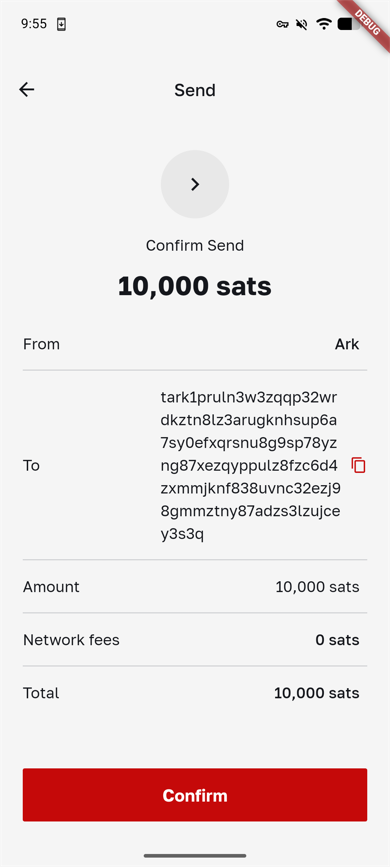 9:55
DEBUG
Send
Confirm Send
10,000 sats
From Ark
tark1pruln3w3zqqp32wr
dkztn8lz3arugknhsup6a
7sy0efxqrsnu8g9sp78yz
To ng87xezqyppulz8fzc6d4
zxmmjknf838uvnc32ezj9
8gmmztny87adzs3lzujce
y3s3q
Amount 10,000 sats
Network fees 0 sats
Total 10,000 sats
Confirm